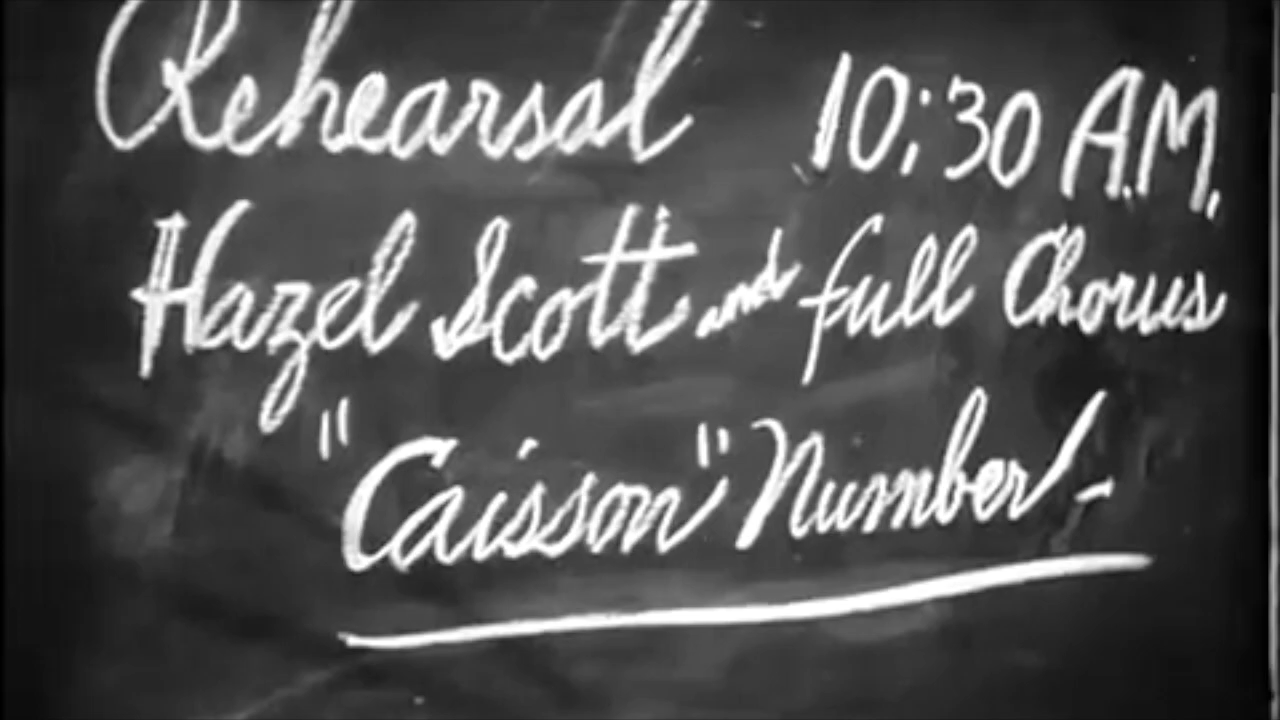 Rehearsal 10:30 A.M.
Hazel Scott and full Chorus
"Caisson" Number -